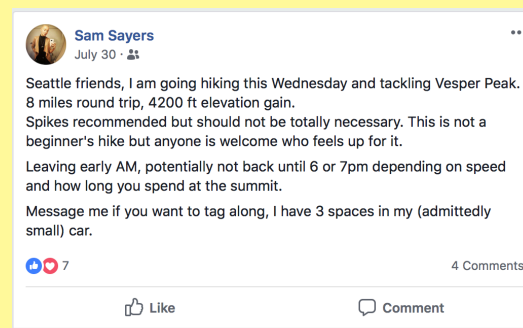 Sam Sayers
July 30 ·
Seattle friends, I am going hiking this Wednesday and tackling Vesper Peak.
8 miles round trip, 4200 ft elevation gain.
Spikes recommended but should not be totally necessary. This is not a
beginner's hike but anyone is welcome who feels up for it.
Leaving early AM, potentially not back until 6 or 7pm depending on speed
and how long you spend at the summit.
Message me if you want to tag along, I have 3 spaces in my (admittedly
small) car.
7 4 Comments
Like Comment